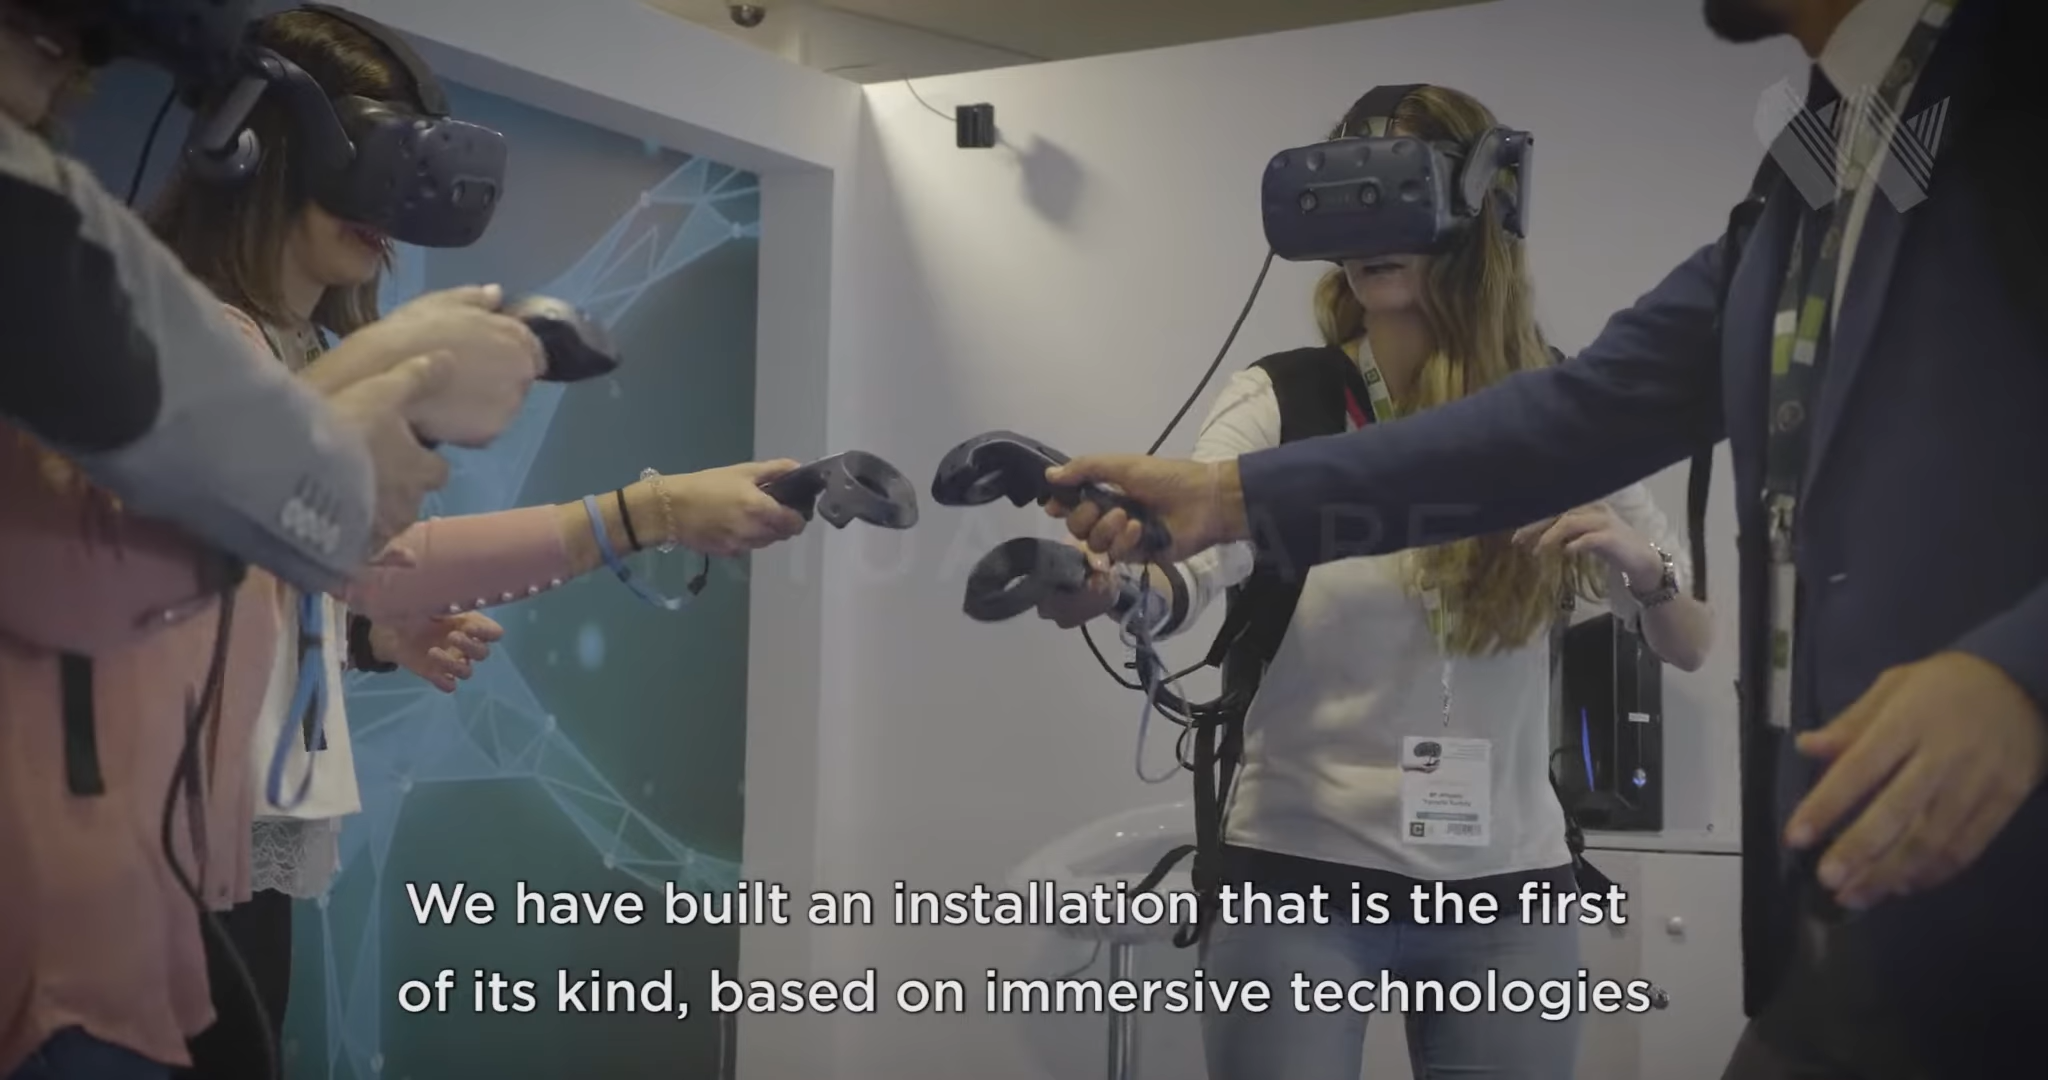 We have built an installation that is the first
of its kind, based on immersive technologies